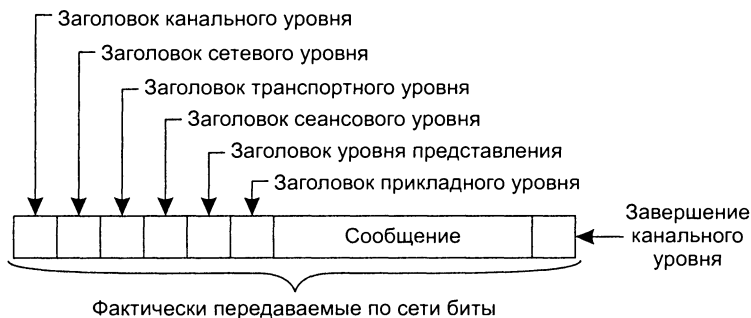 Заголовок канального уровня
Заголовок сетевого уровня
Заголовок транспортного уровня
Заголовок сеансового уровня
Заголовок уровня представления
Заголовок прикладного уровня
Сообщение
Завершение
канального
уровня
Фактически передаваемые по сети биты